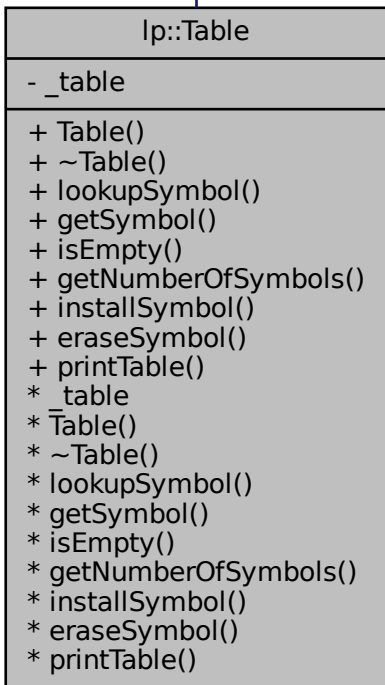 lp::Table
- _table
+ Table()
+ ~Table()
+ lookupSymbol()
+ getSymbol()
+ isEmpty()
+ getNumberOfSymbols()
+ installSymbol()
+ eraseSymbol()
+ printTable()
* _table
* Table()
* ~Table()
* lookupSymbol()
* getSymbol()
* isEmpty()
* getNumberOfSymbols()
* installSymbol()
* eraseSymbol()
* printTable()